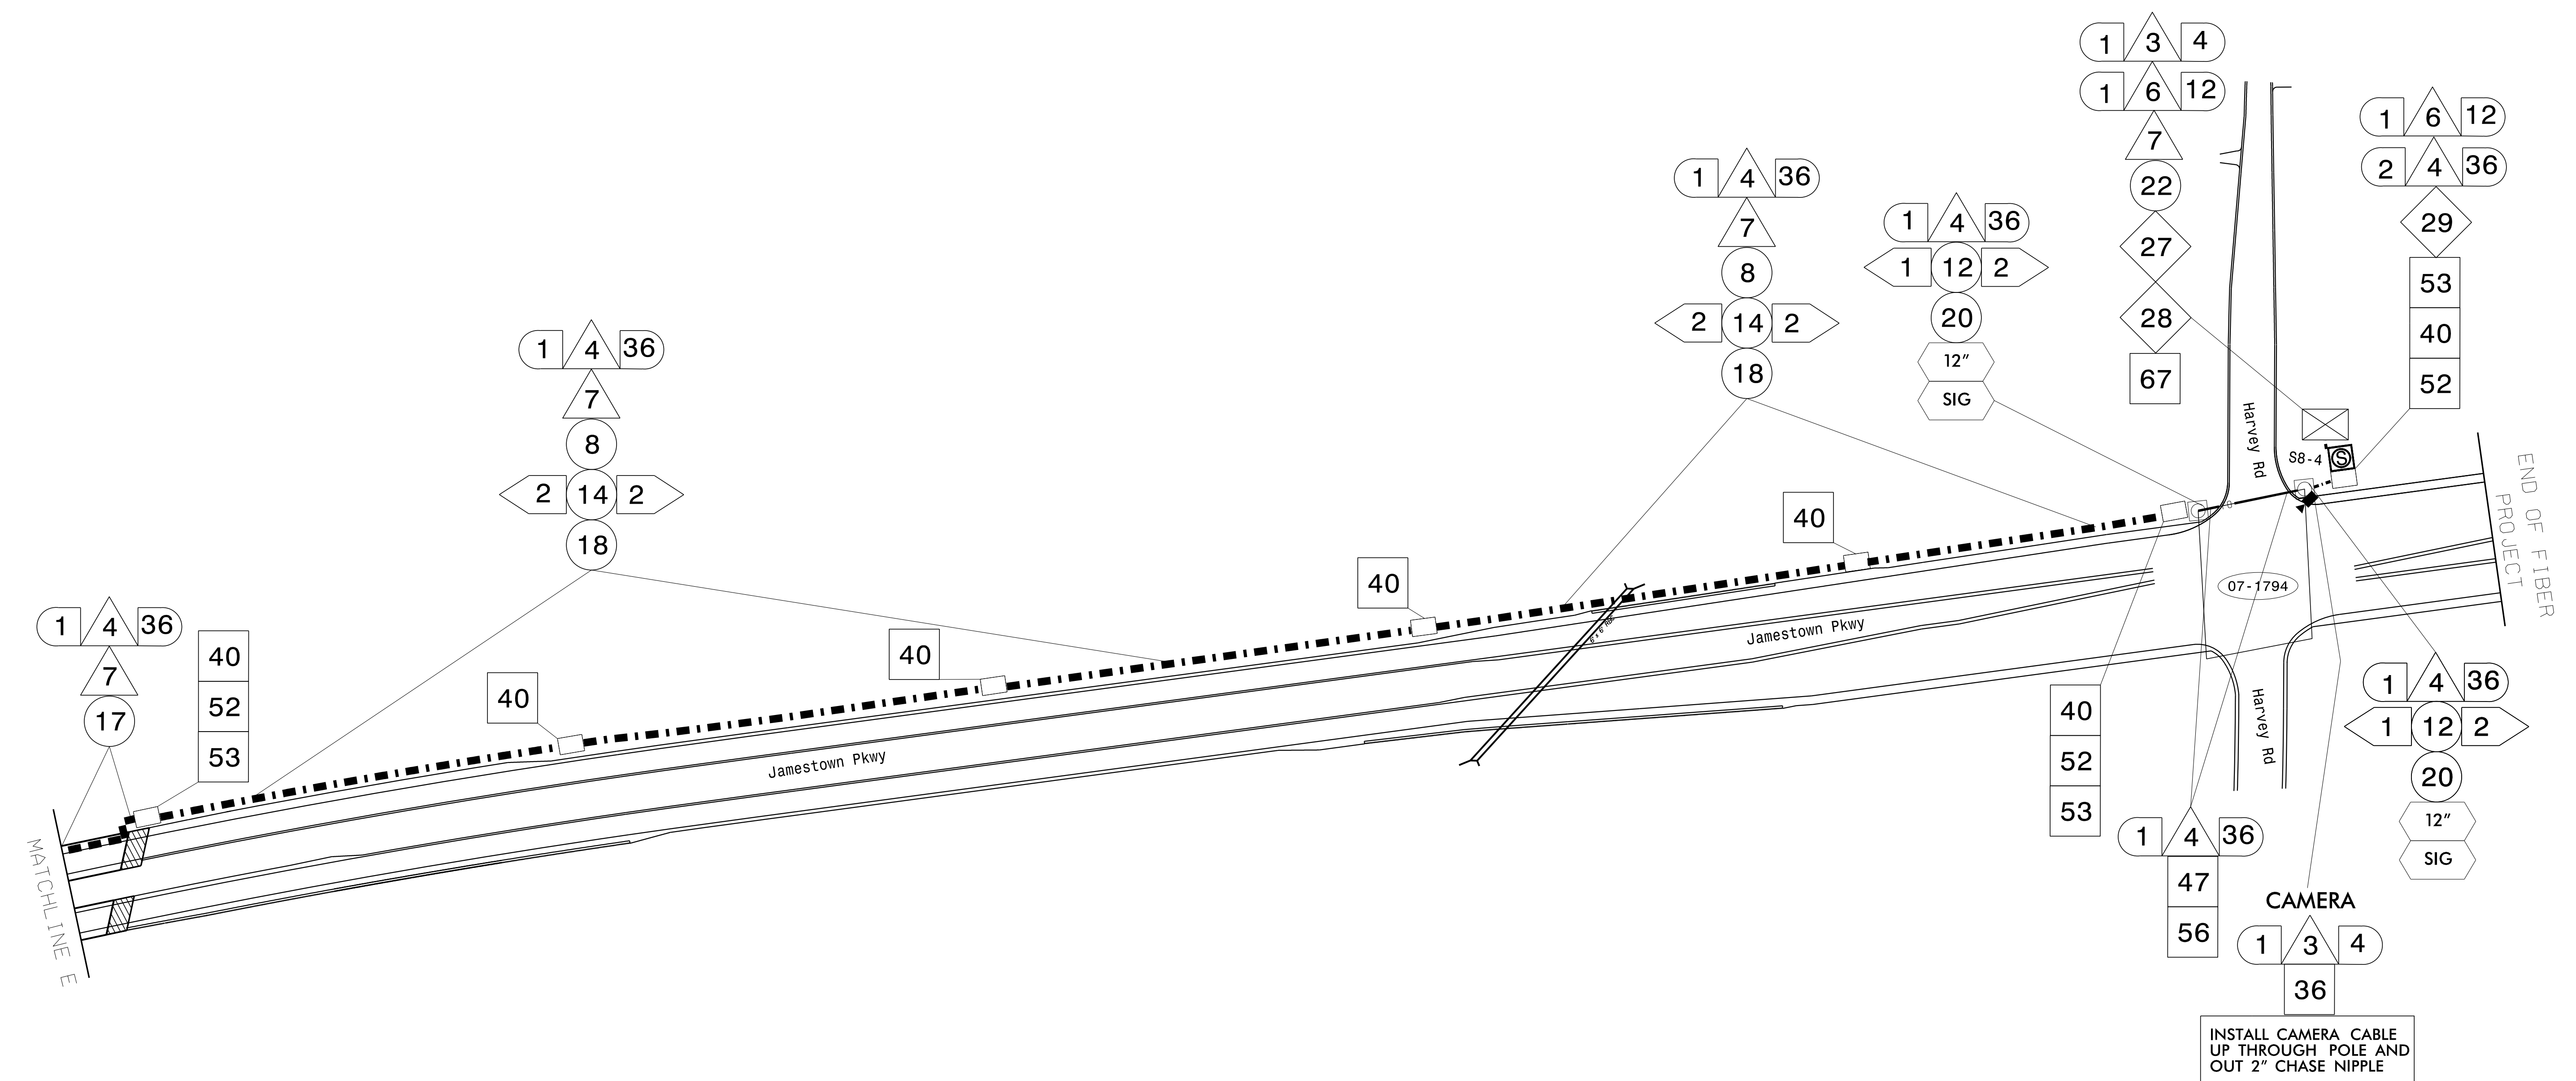 1 3 4
1 6 12
7
22
27
28
67
1 6 12
2 4 36
29
53
40
52
1 4 36
7
8
2 14 2
18
1 4 36
1 12 2
20
12"
SIG
1 4 36
7
8
2 14 2
18
Harvey Rd
S8-4
S
END OF FIBER
PROJECT
40
40
07-1794
40
40
Jamestown Pkwy
Jamestown Pkwy
1 4 36
7
17
40
52
53
40
52
53
Harvey Rd
1 4 36
1 12 2
20
12"
SIG
1 4 36
47
56
MATCHLINE E
CAMERA
1 3 4
36
INSTALL CAMERA CABLE
UP THROUGH POLE AND
OUT 2" CHASE NIPPLE